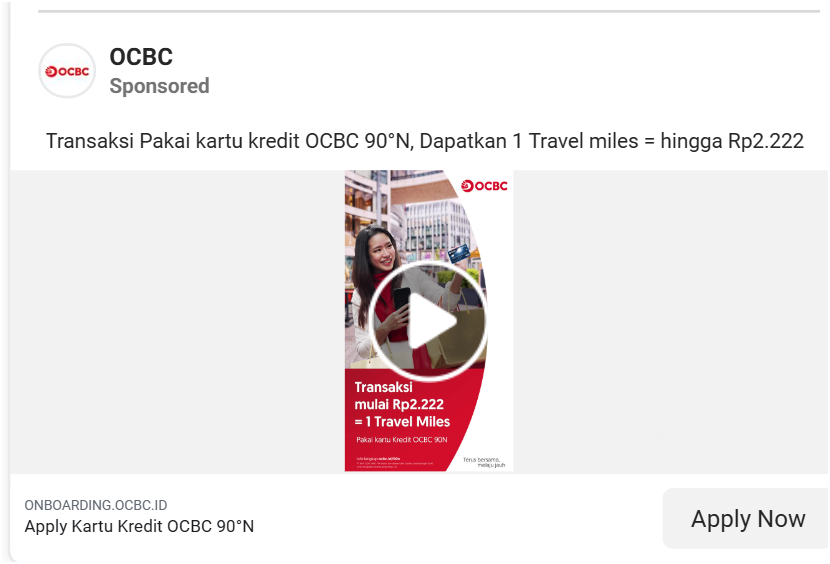 OCBC
OCBC
Sponsored
Transaksi Pakai kartu kredit OCBC 90°N, Dapatkan 1 Travel miles = hingga Rp2.222
OCBC
Transaksi
mulai Rp2.222
= 1 Travel Miles
Pakai kartu Kredit OCBC 90N
Terus bersama,
melaju jauh
ONBOARDING.OCBC.ID
Apply Kartu Kredit OCBC 90°N
Apply Now